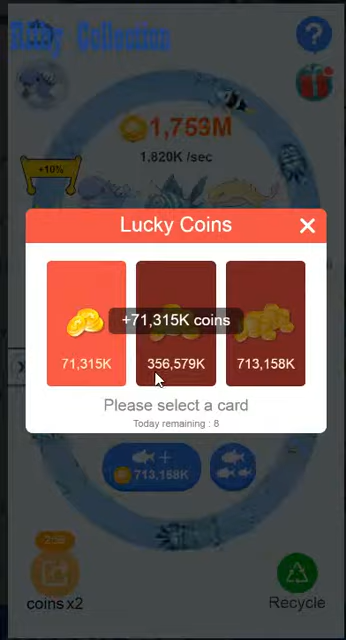 ?
1,753M
1.820K /sec
+10%
Lucky Coins
+71,315K coins
71,315K
356,579K
713,158K
Please select a card
Today remaining : 8
+
713,158K
coins x2
Recycle